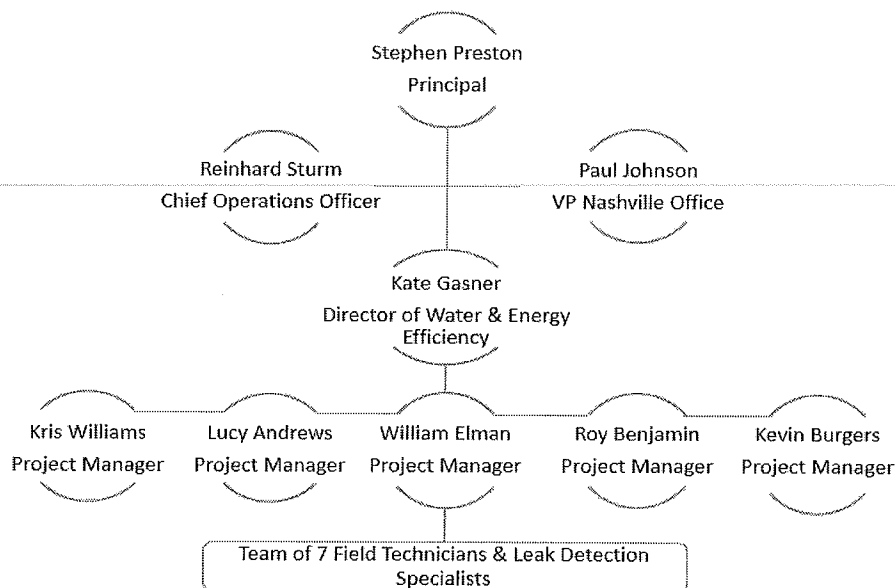 Stephen Preston
Principal
Reinhard Sturm
Chief Operations Officer
Paul Johnson
VP Nashville Office
Kate Gasner
Director of Water & Energy
Efficiency
Kris Williams
Project Manager
Lucy Andrews
Project Manager
William Elman
Project Manager
Roy Benjamin
Project Manager
Kevin Burgers
Project Manager
Team of 7 Field Technicians & Leak Detection
Specialists